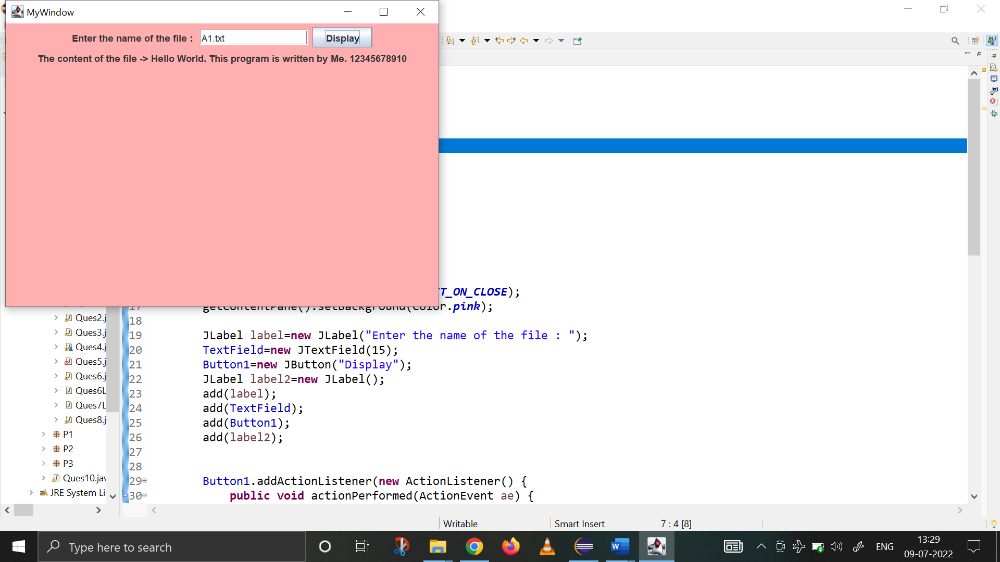 MyWindow
Enter the name of the file :
A1.txt
Display
The content of the file -> Hello World. This program is written by Me. 12345678910
T_ON_CLOSE);
17 getContentPane().setBackground(Color.pink);
18
19 JLabel label=new JLabel("Enter the name of the file : ");
20 TextField=new JTextField(15);
21 Button1=new JButton("Display");
22 JLabel label2=new JLabel();
23 add(label);
24 add(TextField);
25 add(Button1);
26 add(label2);
27
28
29 Button1.addActionListener(new ActionListener() {
30 public void actionPerformed(ActionEvent ae) {
Ques2.j
Ques3.j
Ques4.j
Ques5.j
Ques6.j
Ques6L
Ques7L
Ques8.j
P1
P2
P3
Ques10.jav
JRE System Li
Writable
Smart Insert
7 : 4 [8]
Type here to search
ENG
13:29
09-07-2022